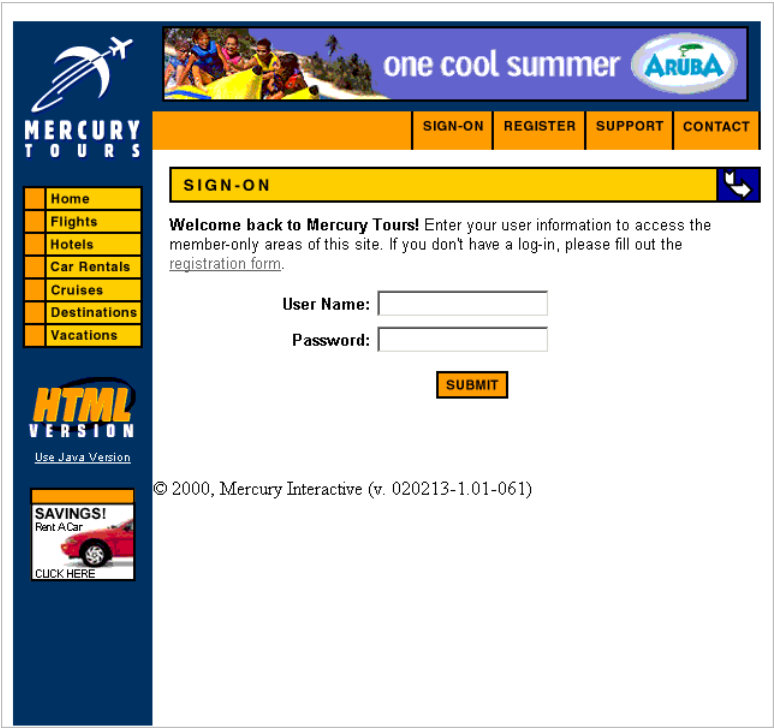 one cool summer ARUBA
MERCURY
TOURS
SIGN-ON REGISTER SUPPORT CONTACT
SIGN-ON
Home
Flights
Hotels
Car Rentals
Cruises
Destinations
Vacations
Welcome back to Mercury Tours! Enter your user information to access the
member-only areas of this site. If you don't have a log-in, please fill out the
registration form.
User Name:
Password:
SUBMIT
HTML
VERSION
Use Java Version
© 2000, Mercury Interactive (v. 020213-1.01-061)
SAVINGS!
Rent A Car
CLICK HERE